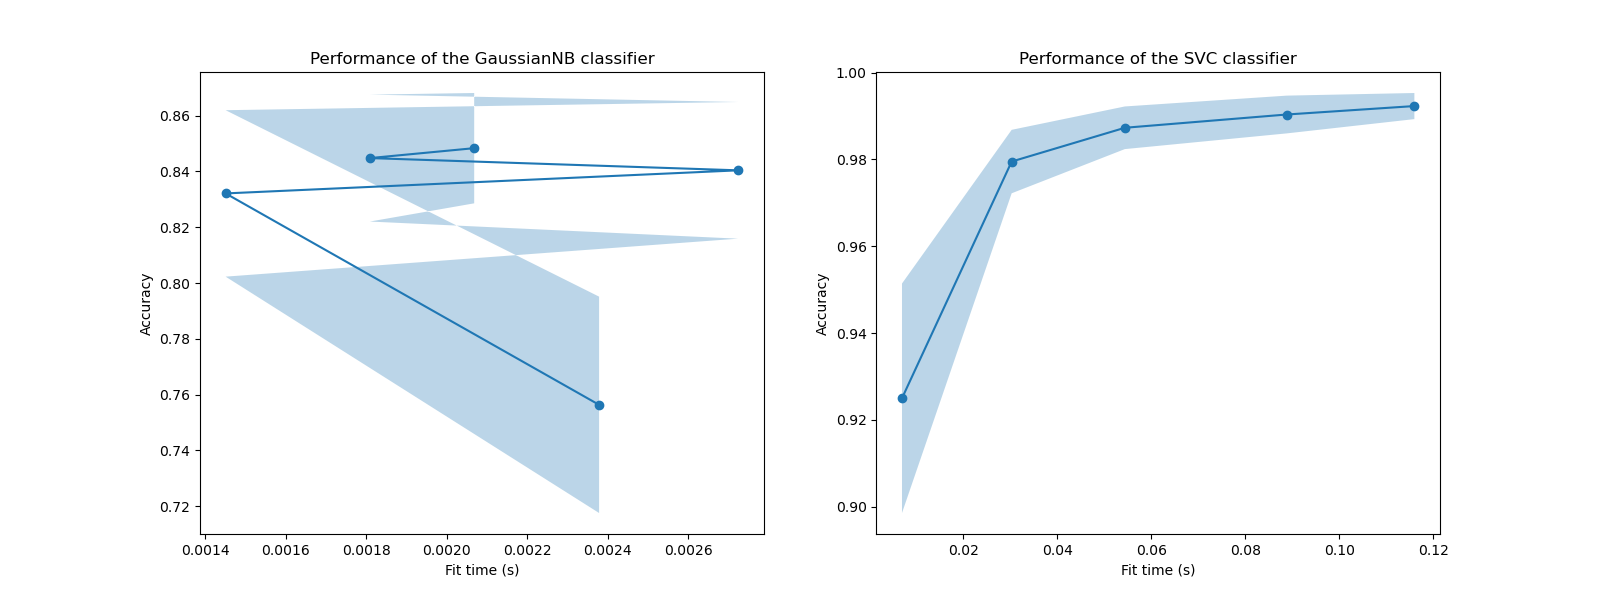 Performance of the GaussianNB classifier
Accuracy
0.86
0.84
0.82
0.80
0.78
0.76
0.74
0.72
0.0014 0.0016 0.0018 0.0020 0.0022 0.0024 0.0026
Fit time (s)
Performance of the SVC classifier
Accuracy
1.00
0.98
0.96
0.94
0.92
0.90
0.02 0.04 0.06 0.08 0.10 0.12
Fit time (s)